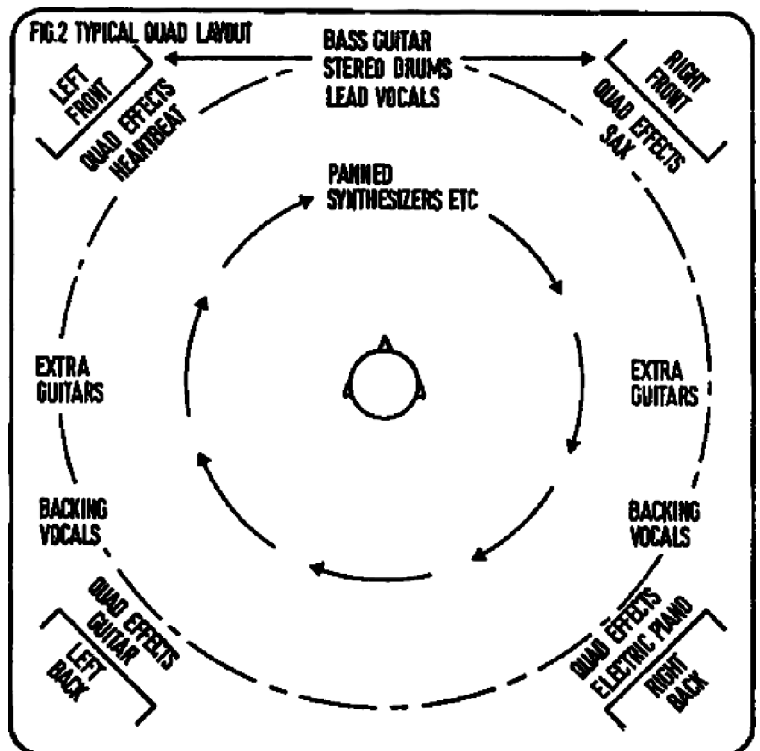 FIG.2 TYPICAL QUAD LAYOUT
BASS GUITAR
STERED DRUMS
LEAD VOCALS
LEFT
FRONT
QUAD EFFECTS
HEARTBEAT
RIGHT
FRONT
QUAD EFFECTS
SAX
PANNED
SYNTHESIZERS ETC
EXTRA
GUITARS
EXTRA
GUITARS
BACKING
VOCALS
BACKING
VOCALS
QUAD EFFECTS
GUITAR
LEFT
BACK
QUAD EFFECTS
ELECTRIC PIANO
RIGHT
BACK